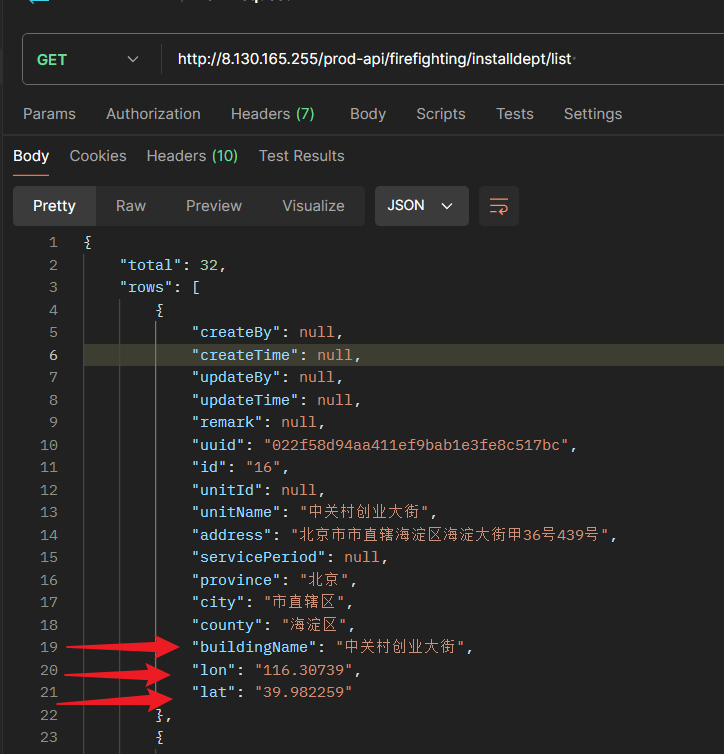 GET http://8.130.165.255/prod-api/firefighting/installdept/list
Params Authorization Headers (7) Body Scripts Tests Settings
Body Cookies Headers (10) Test Results
Pretty Raw Preview Visualize JSON
1 {
2 "total": 32,
3 "rows": [
4 {
5 "createBy": null,
6 "createTime": null,
7 "updateBy": null,
8 "updateTime": null,
9 "remark": null,
10 "uuid": "022f58d94aa411ef9bab1e3fe8c517bc",
11 "id": "16",
12 "unitId": null,
13 "unitName": "中关村创业大街",
14 "address": "北京市市直辖海淀区海淀大街甲36号439号",
15 "servicePeriod": null,
16 "province": "北京",
17 "city": "市直辖区",
18 "county": "海淀区",
19 "buildingName": "中关村创业大街",
20 "lon": "116.30739",
21 "lat": "39.982259"
22 },
23 {